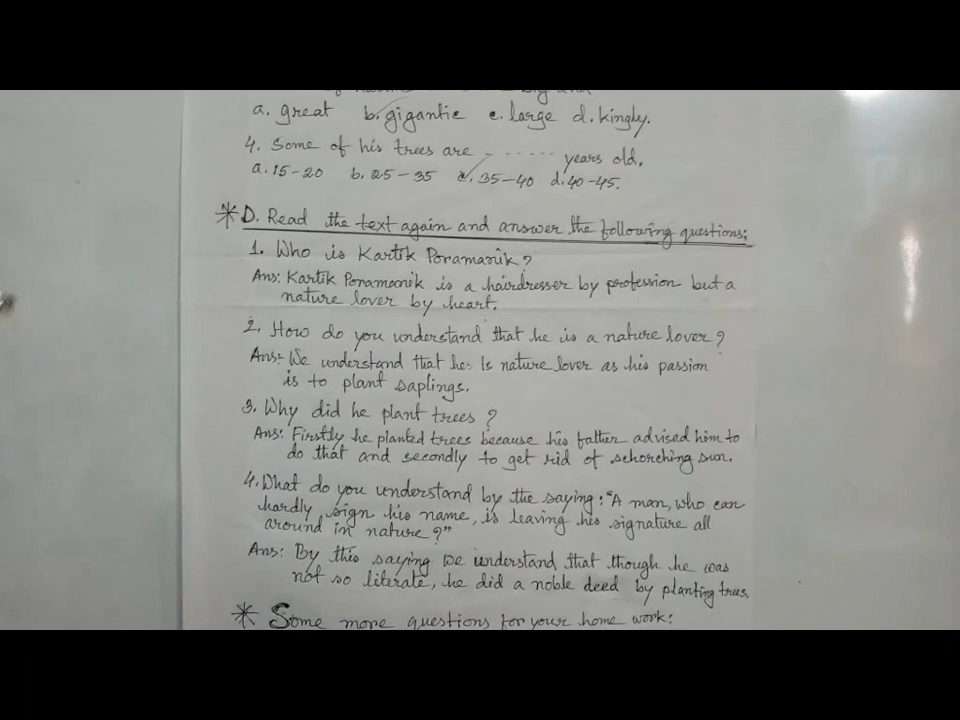 big and
a. great b. gigantic c. large d. kingly.
4. Some of his trees are - ..... years old.
a. 15-20 b. 25-35 c. 35-40 d. 40-45.
* D. Read the text again and answer the following questions:
1. Who is Kartik Poramanik?
Ans: Kartik Poramanik is a hairdresser by profession but a
nature lover by heart.
2. How do you understand that he is a nature lover?
Ans:- We understand that he is nature lover as his passion
is to plant saplings.
3. Why did he plant trees?
Ans: Firstly he planted trees because his father advised him to
do that and secondly to get rid of schorching sun.
4. What do you understand by the saying: "A man, who can
hardly sign his name, is leaving his signature all
around in nature?"
Ans: By this saying we understand that though he was
not so literate, he did a noble deed by planting trees.
* Some more questions for your home work: